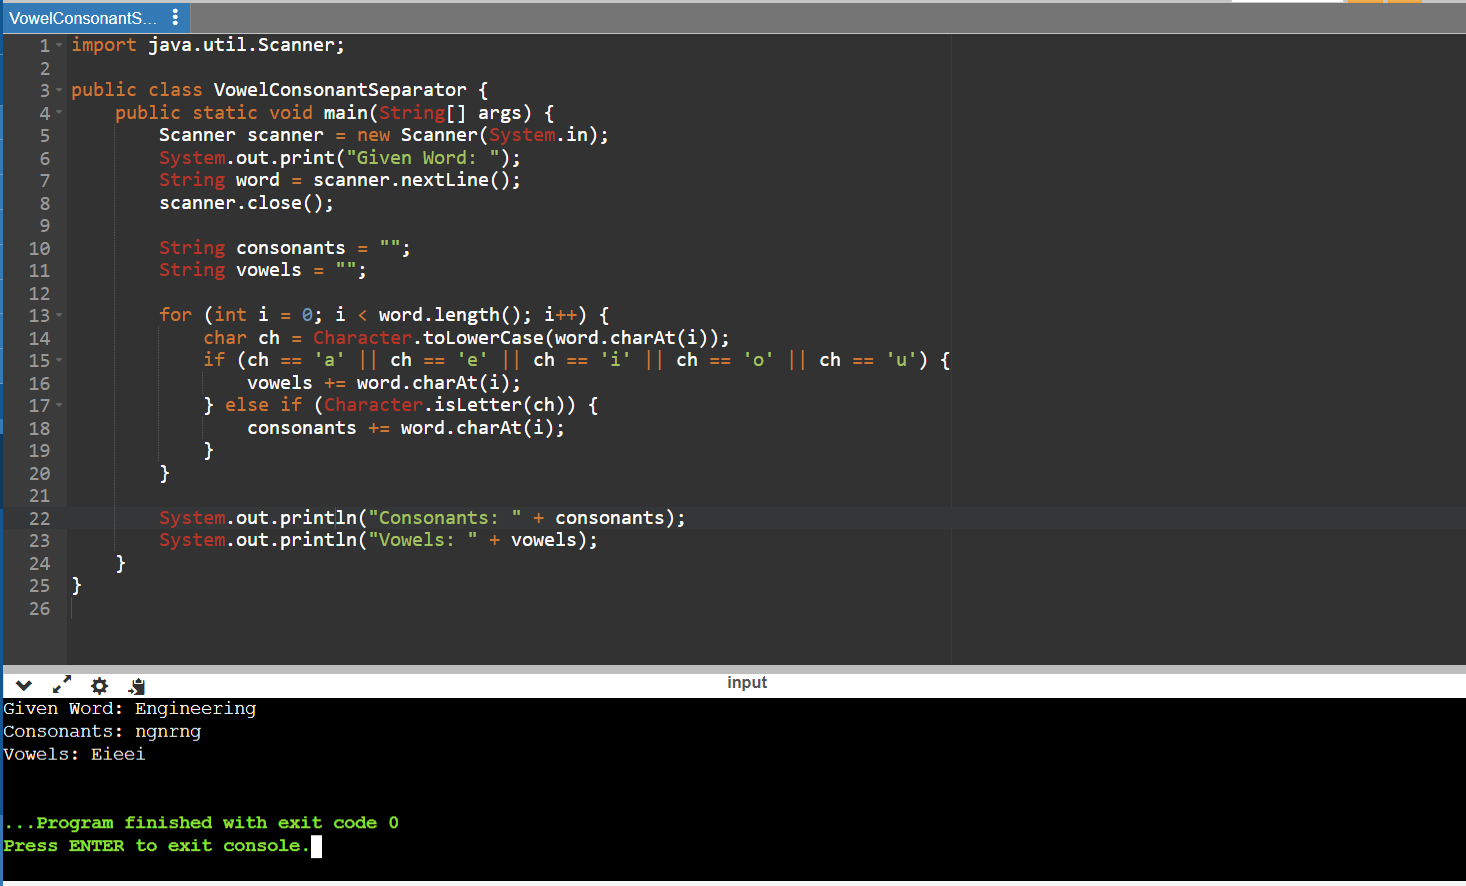 VowelConsonantS...
1 import java.util.Scanner;
2
3 public class VowelConsonantSeparator {
4     public static void main(String[] args) {
5         Scanner scanner = new Scanner(System.in);
6         System.out.print("Given Word: ");
7         String word = scanner.nextLine();
8         scanner.close();
9
10         String consonants = "";
11         String vowels = "";
12
13         for (int i = 0; i < word.length(); i++) {
14             char ch = Character.toLowerCase(word.charAt(i));
15             if (ch == 'a' || ch == 'e' || ch == 'i' || ch == 'o' || ch == 'u') {
16                 vowels += word.charAt(i);
17             } else if (Character.isLetter(ch)) {
18                 consonants += word.charAt(i);
19             }
20         }
21
22         System.out.println("Consonants: " + consonants);
23         System.out.println("Vowels: " + vowels);
24     }
25 }
26
input
Given Word: Engineering
Consonants: ngnrng
Vowels: Eieei
...Program finished with exit code 0
Press ENTER to exit console.